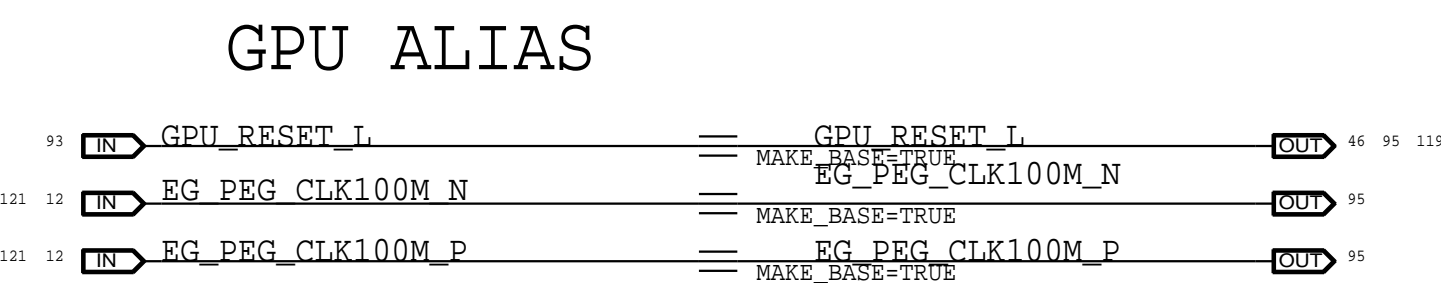 GPU ALIAS
93 IN GPU_RESET_L GPU_RESET_L OUT 46 95 119
MAKE_BASE=TRUE
121 12 IN EG_PEG_CLK100M_N EG_PEG_CLK100M_N OUT 95
MAKE_BASE=TRUE
121 12 IN EG_PEG_CLK100M_P EG_PEG_CLK100M_P OUT 95
MAKE_BASE=TRUE